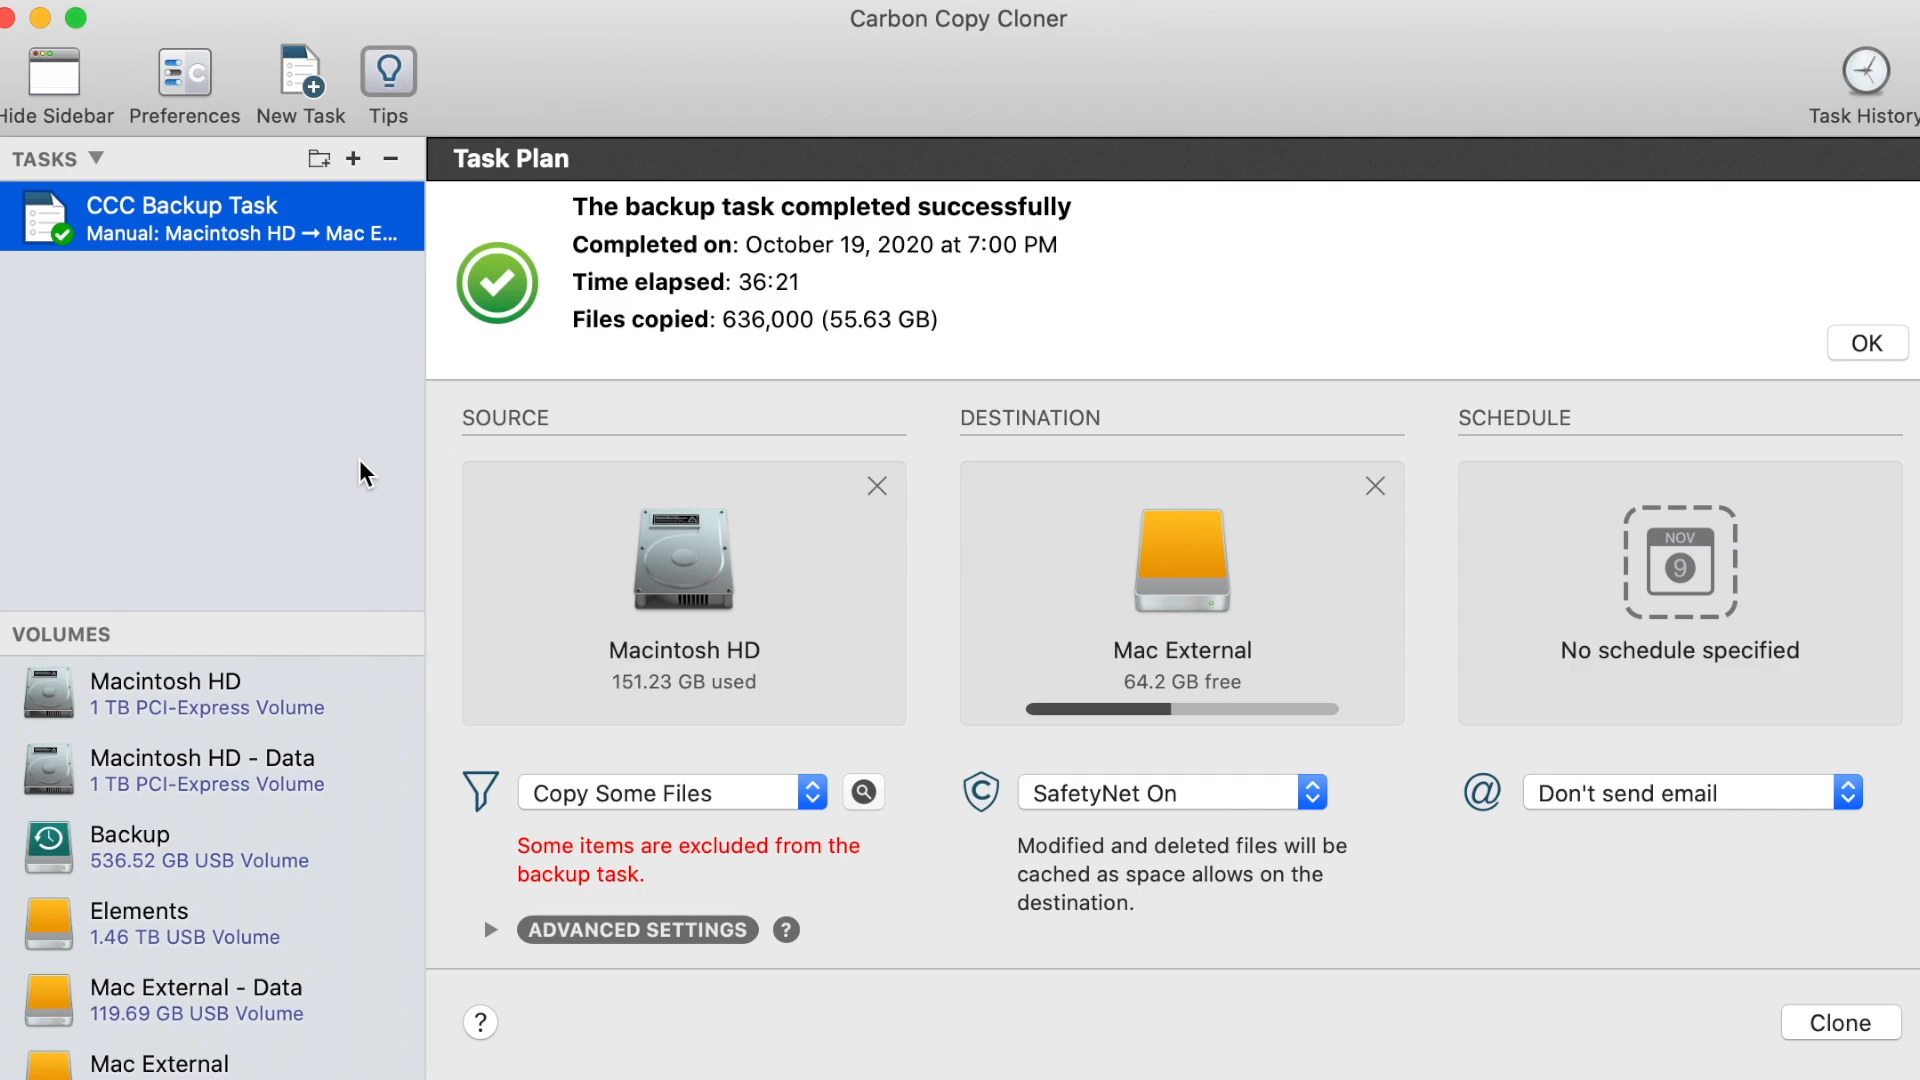 Carbon Copy Cloner
Hide Sidebar
Preferences
New Task
Tips
Task History
TASKS
CCC Backup Task
Manual: Macintosh HD → Mac E...
Task Plan
The backup task completed successfully
Completed on: October 19, 2020 at 7:00 PM
Time elapsed: 36:21
Files copied: 636,000 (55.63 GB)
OK
SOURCE
DESTINATION
SCHEDULE
NOV
9
Macintosh HD
151.23 GB used
Mac External
64.2 GB free
No schedule specified
Copy Some Files
SafetyNet On
@
Don't send email
Some items are excluded from the
backup task.
Modified and deleted files will be
cached as space allows on the
destination.
ADVANCED SETTINGS
?
VOLUMES
Macintosh HD
1 TB PCI-Express Volume
Macintosh HD - Data
1 TB PCI-Express Volume
Backup
536.52 GB USB Volume
Elements
1.46 TB USB Volume
Mac External - Data
119.69 GB USB Volume
Mac External
?
Clone